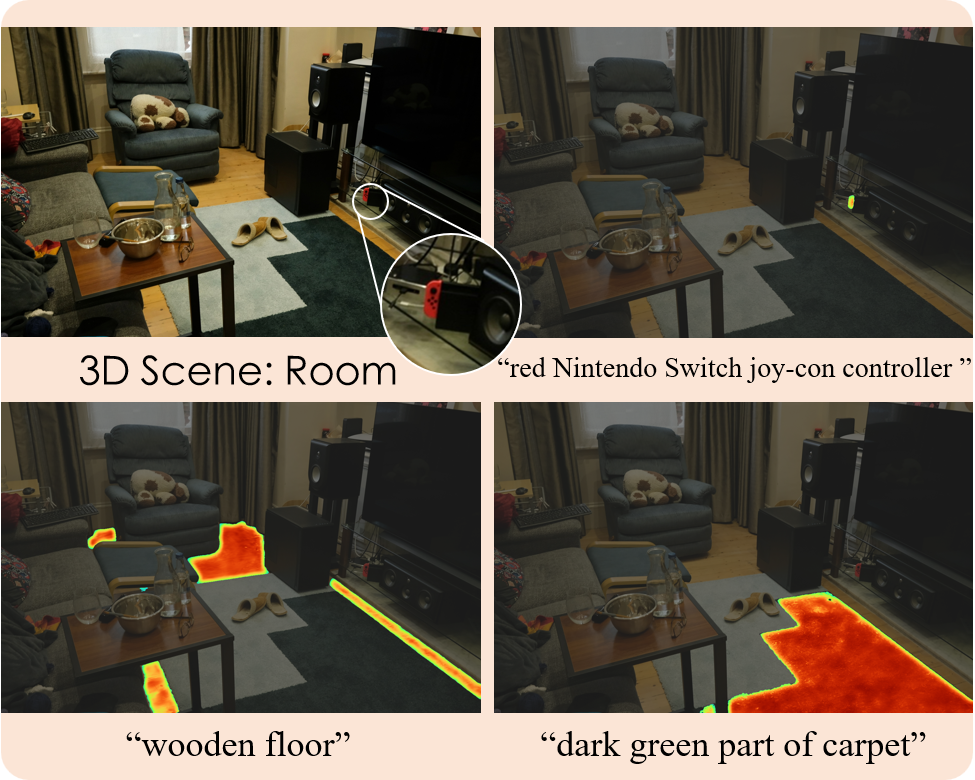 3D Scene: Room
“red Nintendo Switch joy-con controller ”
“wooden floor”
“dark green part of carpet”